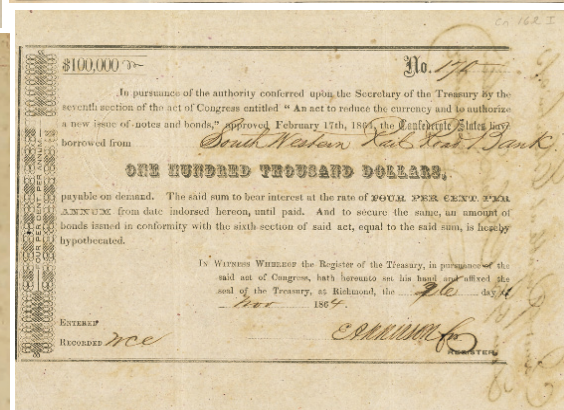 Cn 162 I
$100,000
No. 176
In pursuance of the authority conferred upon the Secretary of the Treasury by the
seventh section of the act of Congress entitled "An act to reduce the currency and to authorize
a new issue of notes and bonds," approved February 17th, 1864, the Confederate States have
borrowed from South Western Rail Road Bank.
ONE HUNDRED THOUSAND DOLLARS,
payable on demand. The said sum to bear interest at the rate of FOUR PER CENT. PER
ANNUM from date indorsed hereon, until paid. And to secure the same, an amount of
bonds issued in conformity with the sixth section of said act, equal to the said sum, is hereby
hypothecated.
IN WITNESS WHEREOF the Register of the Treasury, in pursuance of the
said act of Congress, hath hereunto set his hand and affixed the
seal of the Treasury, at Richmond, the day
Nov 1864.
ENTERED
RECORDED
REGISTER.
FOUR PER CENT. PER ANNUM.